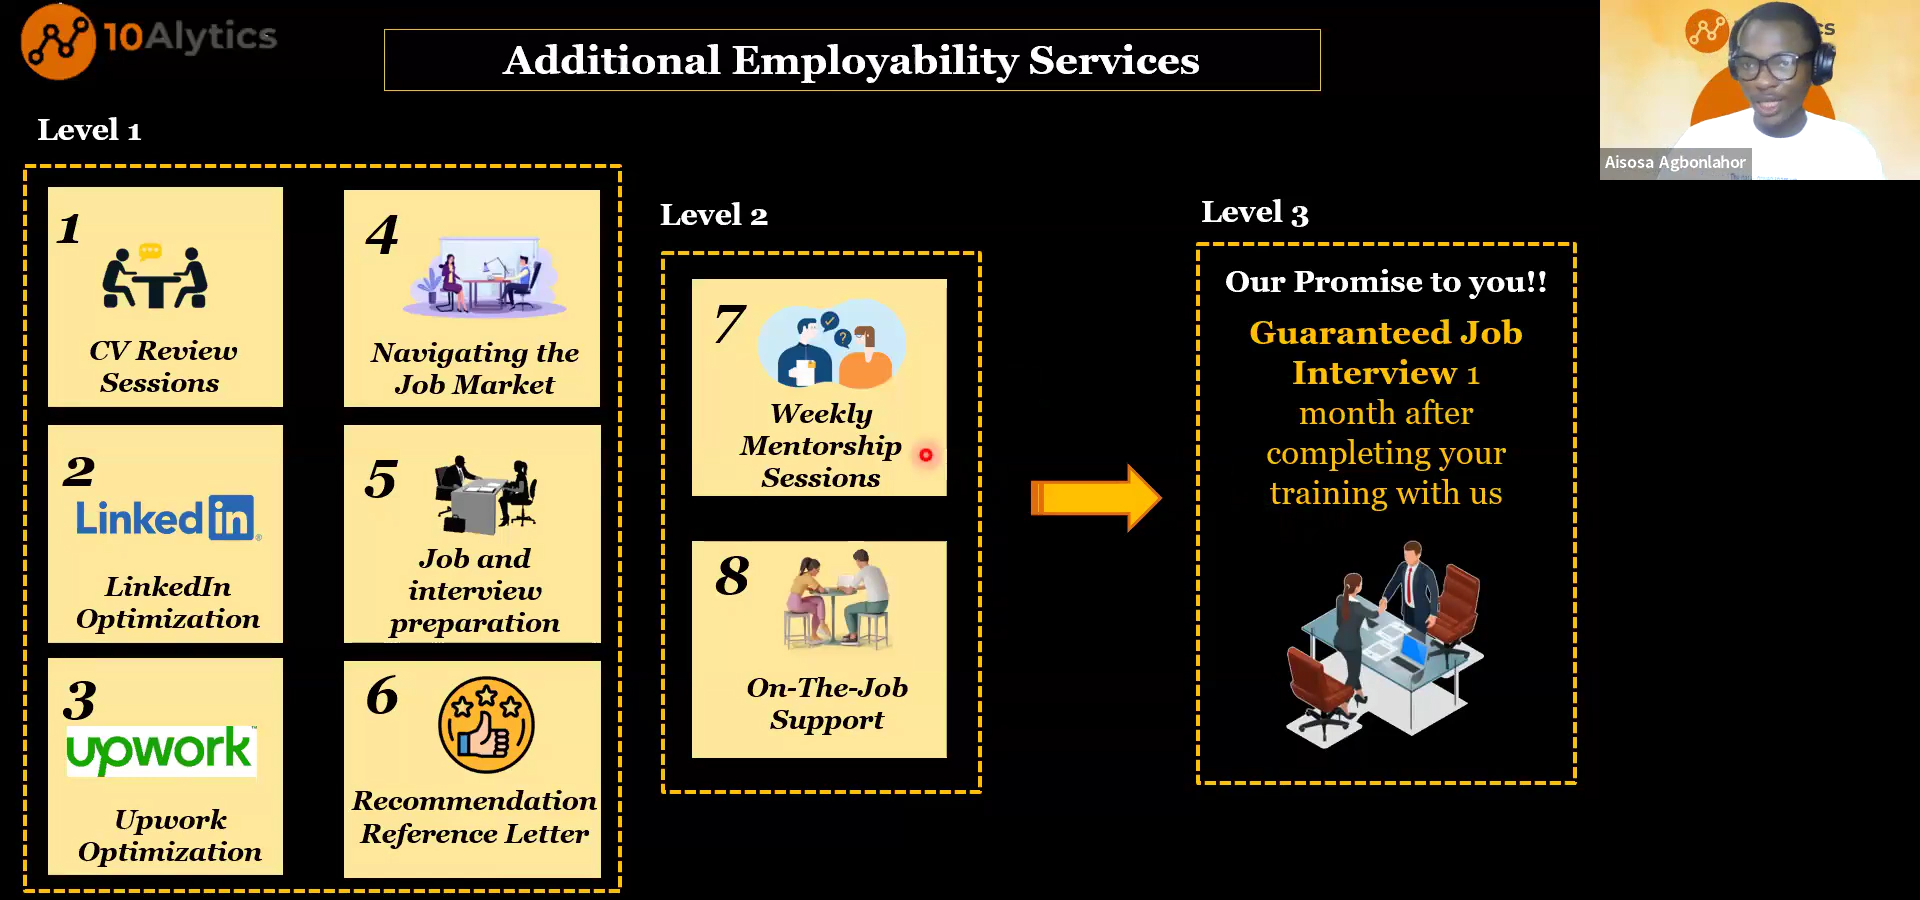 10Alytics
Additional Employability Services
Aisosa Agbonlahor
Level 1
1
CV Review
Sessions
2
LinkedIn
LinkedIn
Optimization
3
upwork
Upwork
Optimization
4
Navigating the
Job Market
5
Job and
interview
preparation
6
Recommendation
Reference Letter
Level 2
7
Weekly
Mentorship
Sessions
8
On-The-Job
Support
Level 3
Our Promise to you!!
Guaranteed Job
Interview 1
month after
completing your
training with us